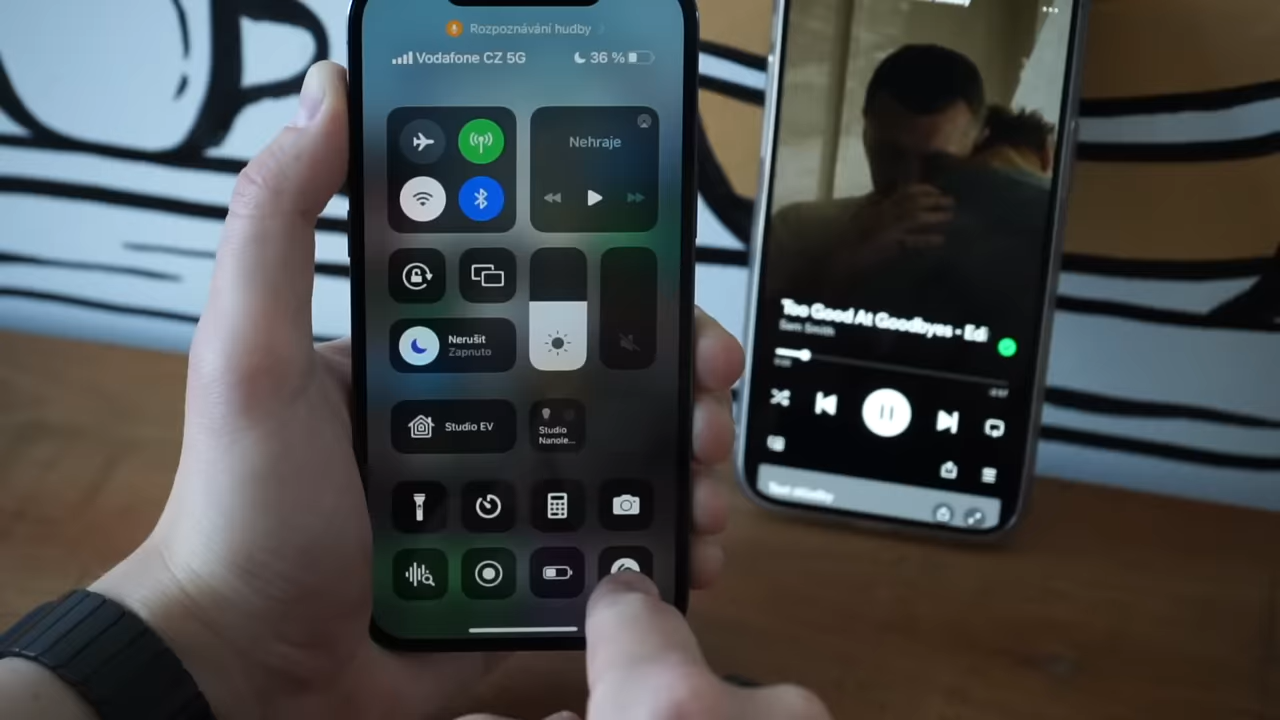 Rozpoznávání hudby
Vodafone CZ 5G
36 %
Nehraje
Nerušit
Zapnuto
Studio EV
Studio
Nanole...
Too Good At Goodbyes - Edi
Sam Smith